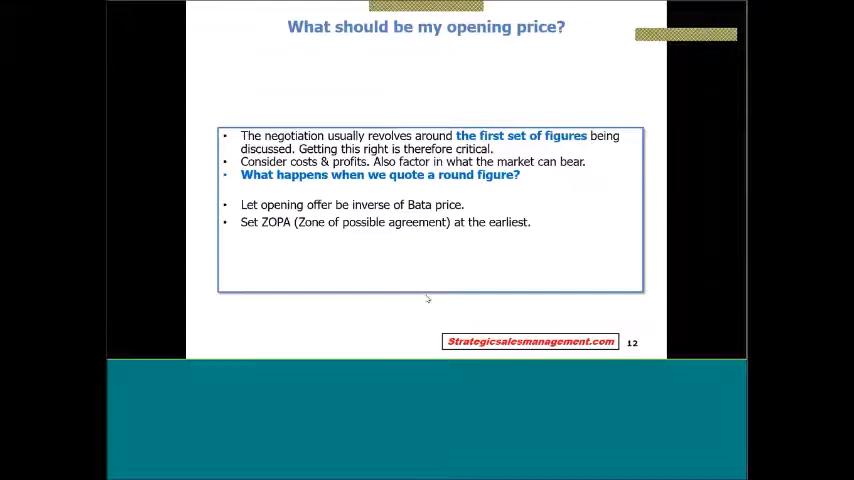 What should be my opening price?
• The negotiation usually revolves around the first set of figures being
discussed. Getting this right is therefore critical.
• Consider costs & profits. Also factor in what the market can bear.
• What happens when we quote a round figure?
• Let opening offer be inverse of Bata price.
• Set ZOPA (Zone of possible agreement) at the earliest.
Strategicsalesmanagement.com
12